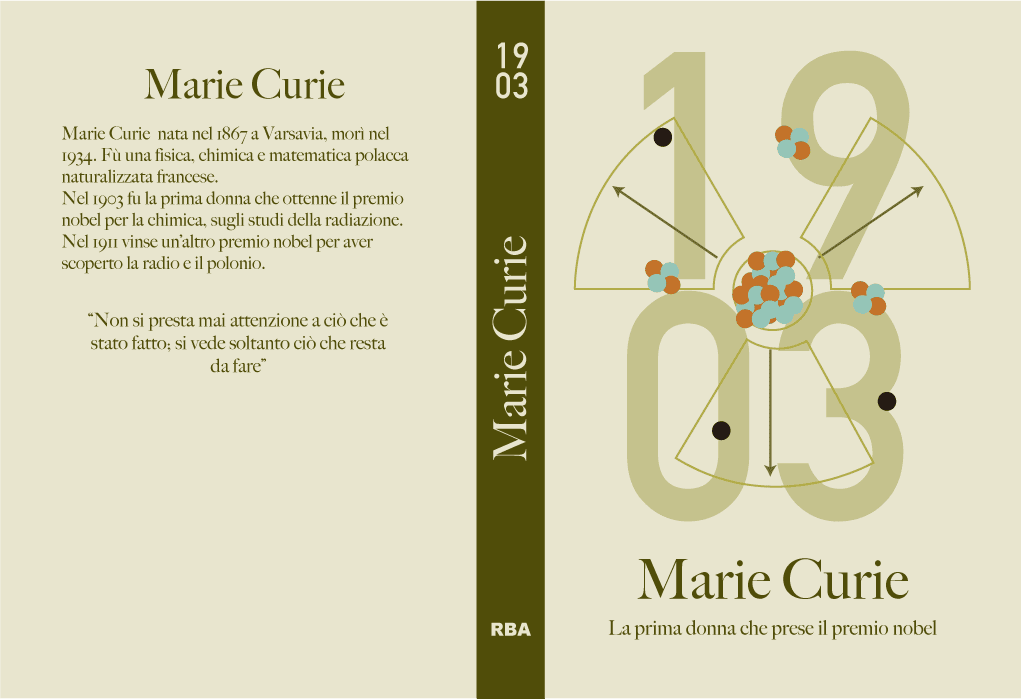 Marie Curie
Marie Curie  nata nel 1867 a Varsavia, morì nel
1934. Fù una fisica, chimica e matematica polacca
naturalizzata francese.
Nel 1903 fu la prima donna che ottenne il premio
nobel per la chimica, sugli studi della radiazione.
Nel 1911 vinse un’altro premio nobel per aver
scoperto la radio e il polonio.
“Non si presta mai attenzione a ciò che è
stato fatto; si vede soltanto ciò che resta
da fare”
19
03
Marie Curie
RBA
19
03
Marie Curie
La prima donna che prese il premio nobel